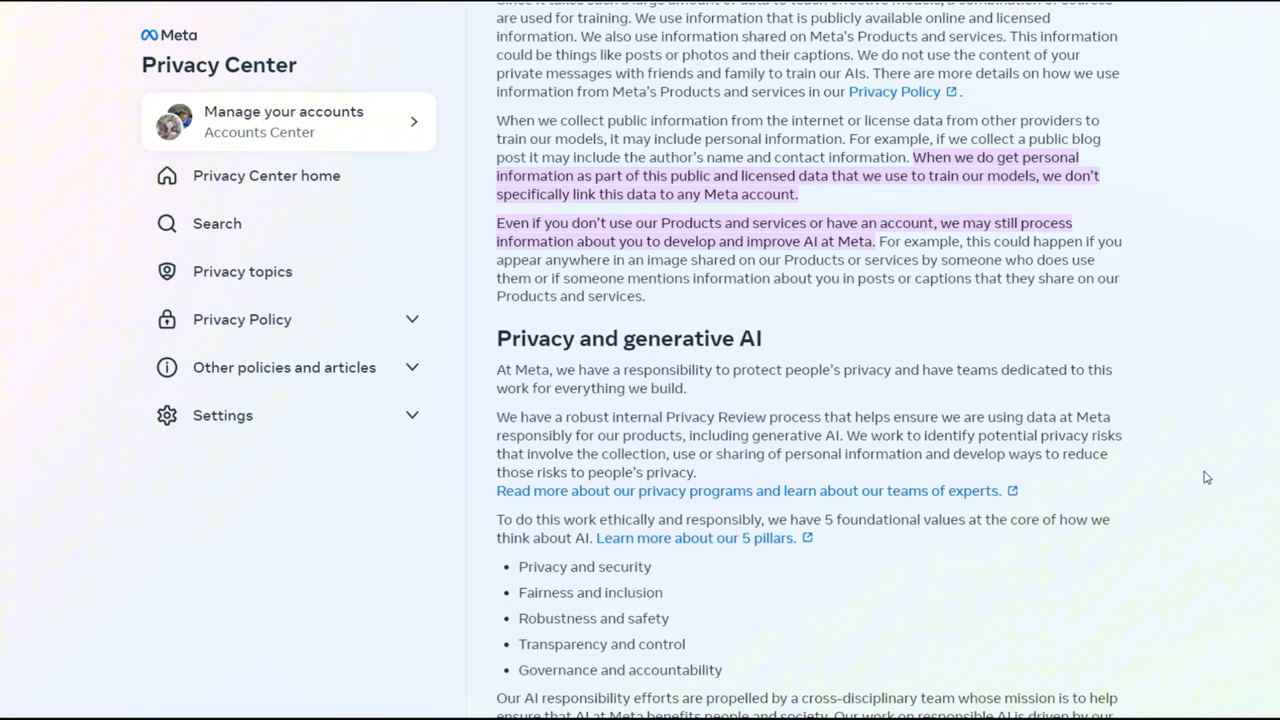 Meta
Privacy Center
Manage your accounts
Accounts Center
Privacy Center home
Search
Privacy topics
Privacy Policy
Other policies and articles
Settings
are used for training. We use information that is publicly available online and licensed
information. We also use information shared on Meta’s Products and services. This information
could be things like posts or photos and their captions. We do not use the content of your
private messages with friends and family to train our AIs. There are more details on how we use
information from Meta’s Products and services in our Privacy Policy .
When we collect public information from the internet or license data from other providers to
train our models, it may include personal information. For example, if we collect a public blog
post it may include the author’s name and contact information. When we do get personal
information as part of this public and licensed data that we use to train our models, we don’t
specifically link this data to any Meta account.
Even if you don’t use our Products and services or have an account, we may still process
information about you to develop and improve AI at Meta. For example, this could happen if you
appear anywhere in an image shared on our Products or services by someone who does use
them or if someone mentions information about you in posts or captions that they share on our
Products and services.
Privacy and generative AI
At Meta, we have a responsibility to protect people’s privacy and have teams dedicated to this
work for everything we build.
We have a robust internal Privacy Review process that helps ensure we are using data at Meta
responsibly for our products, including generative AI. We work to identify potential privacy risks
that involve the collection, use or sharing of personal information and develop ways to reduce
those risks to people’s privacy.
Read more about our privacy programs and learn about our teams of experts.
To do this work ethically and responsibly, we have 5 foundational values at the core of how we
think about AI. Learn more about our 5 pillars.
• Privacy and security
• Fairness and inclusion
• Robustness and safety
• Transparency and control
• Governance and accountability
Our AI responsibility efforts are propelled by a cross-disciplinary team whose mission is to help
ensure that AI at Meta benefits people and society. Our work on responsible AI is driven by our